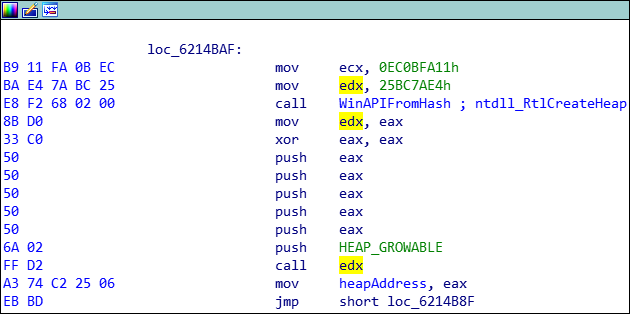 loc_6214BAF:
B9 11 FA 0B EC mov ecx, 0EC0BFA11h
BA E4 7A BC 25 mov edx, 25BC7AE4h
E8 F2 68 02 00 call WinAPIFromHash ; ntdll_RtlCreateHeap
8B D0 mov edx, eax
33 C0 xor eax, eax
50 push eax
50 push eax
50 push eax
50 push eax
50 push eax
6A 02 push HEAP_GROWABLE
FF D2 call edx
A3 74 C2 25 06 mov heapAddress, eax
EB BD jmp short loc_6214B8F